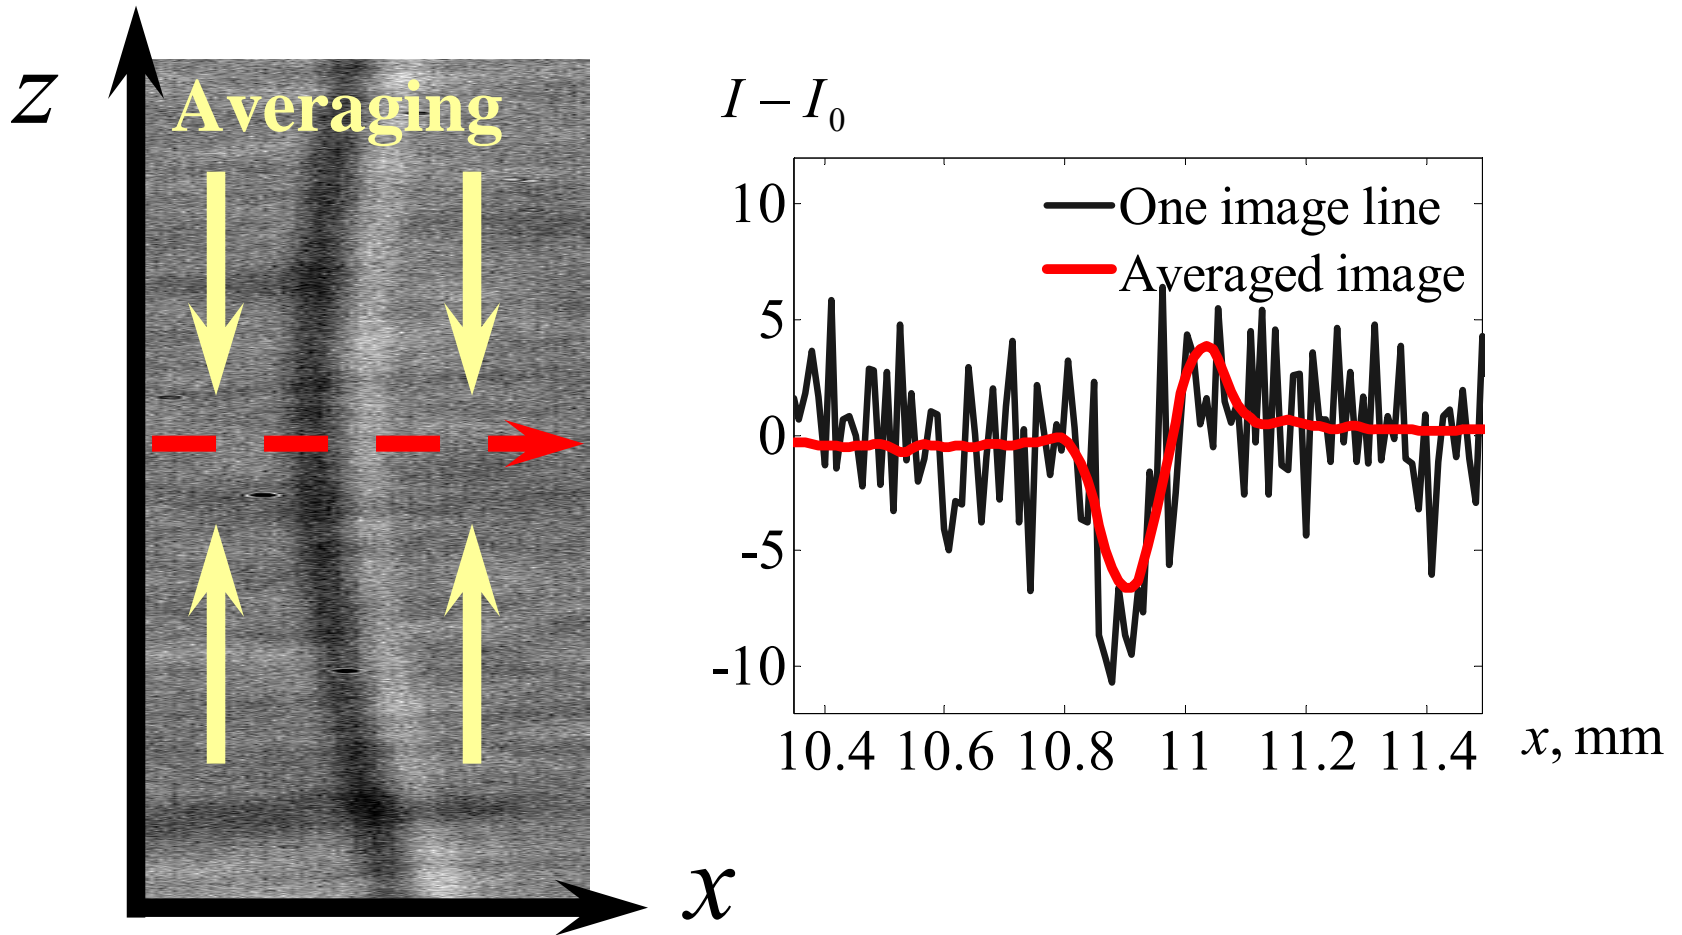 z
Averaging
x
I − I₀
One image line
Averaged image
10
5
0
-5
-10
10.4 10.6 10.8 11 11.2 11.4
x, mm